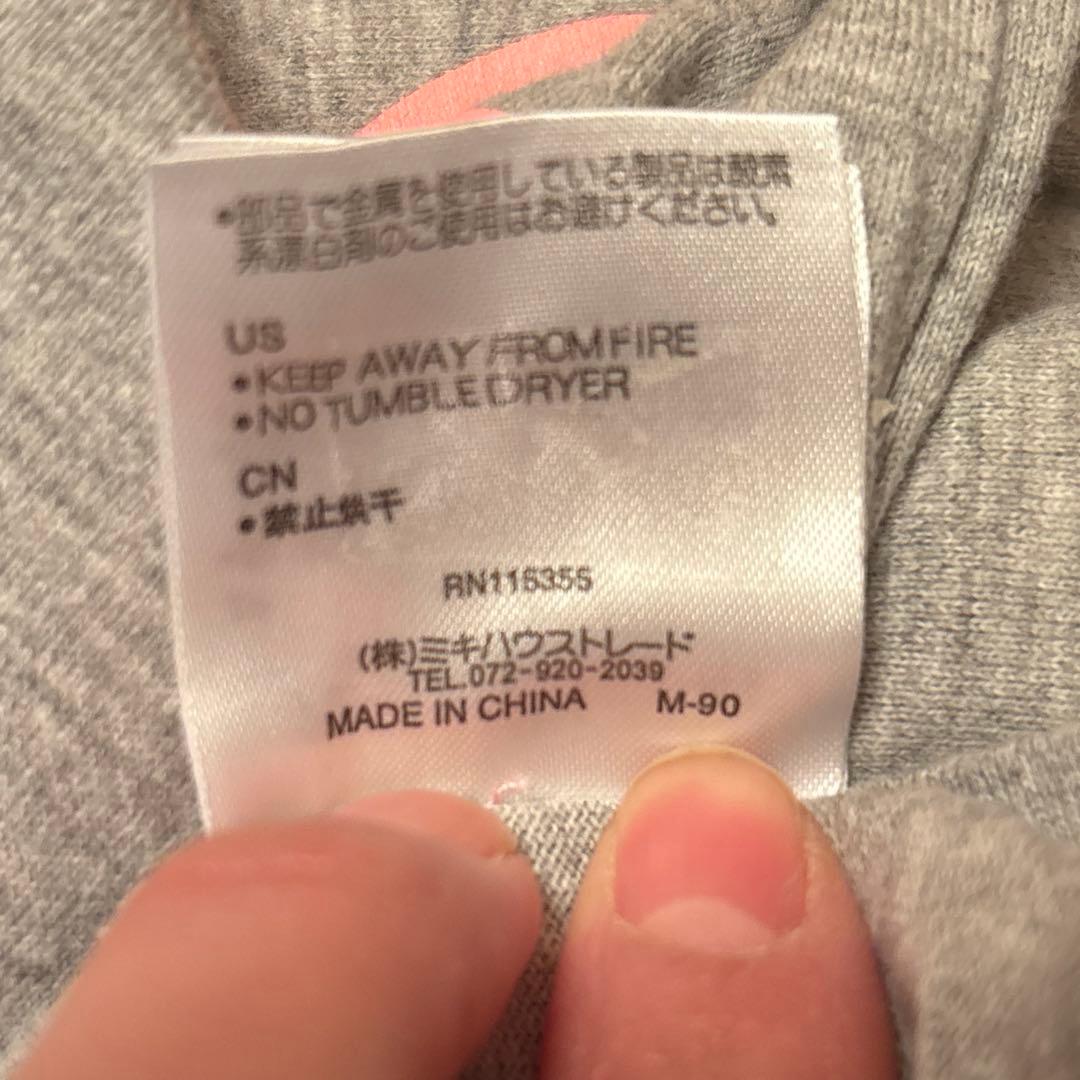 •部品で金属を使用している製品は酸素
系漂白剤のご使用はお避けください。
US
•KEEP AWAY FROM FIRE
•NO TUMBLE DRYER
CN
•禁止烘干
RN116355
(株)ミキハウストレード
TEL.072-920-2039
MADE IN CHINA M-90